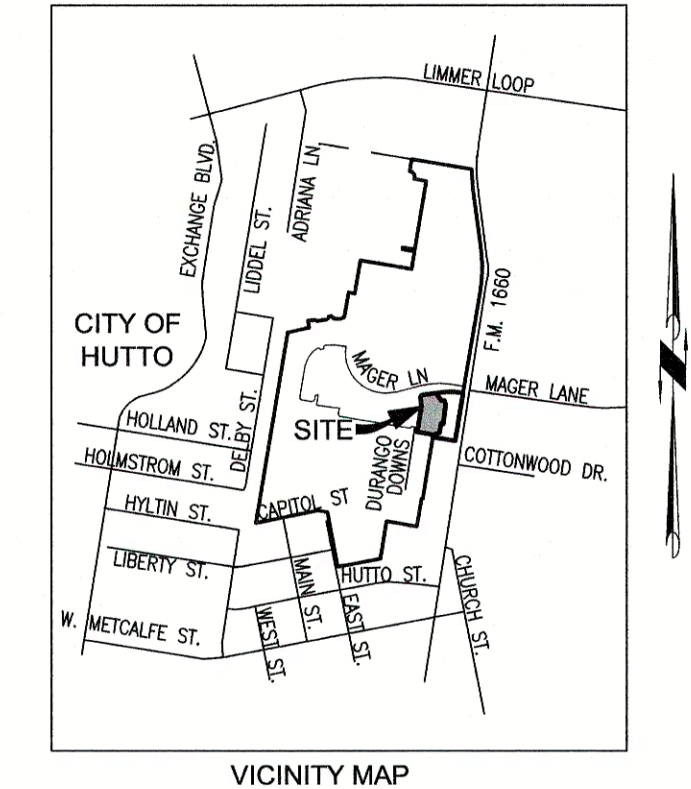 LIMMER LOOP
EXCHANGE BLVD.
LIDDEL ST.
ADRIANA LN.
F.M. 1660
CITY OF
HUTTO
MAGER LN
MAGER LANE
HOLLAND ST.
DELBY ST.
SITE
DURANGO
DOWNS
COTTONWOOD DR.
HOLMSTROM ST.
CAPITOL ST
HYLTIN ST.
LIBERTY ST.
MAIN ST.
HUTTO ST.
CHURCH ST.
W. METCALFE ST.
WEST ST.
EAST ST.
N
VICINITY MAP